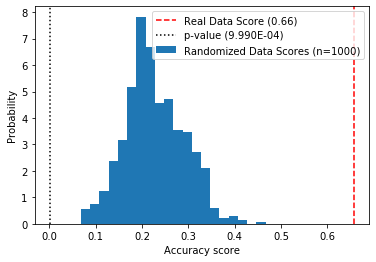 Real Data Score (0.66)
p-value (9.990E-04)
Randomized Data Scores (n=1000)
Probability
8
7
6
5
4
3
2
1
0
0.0 0.1 0.2 0.3 0.4 0.5 0.6
Accuracy score